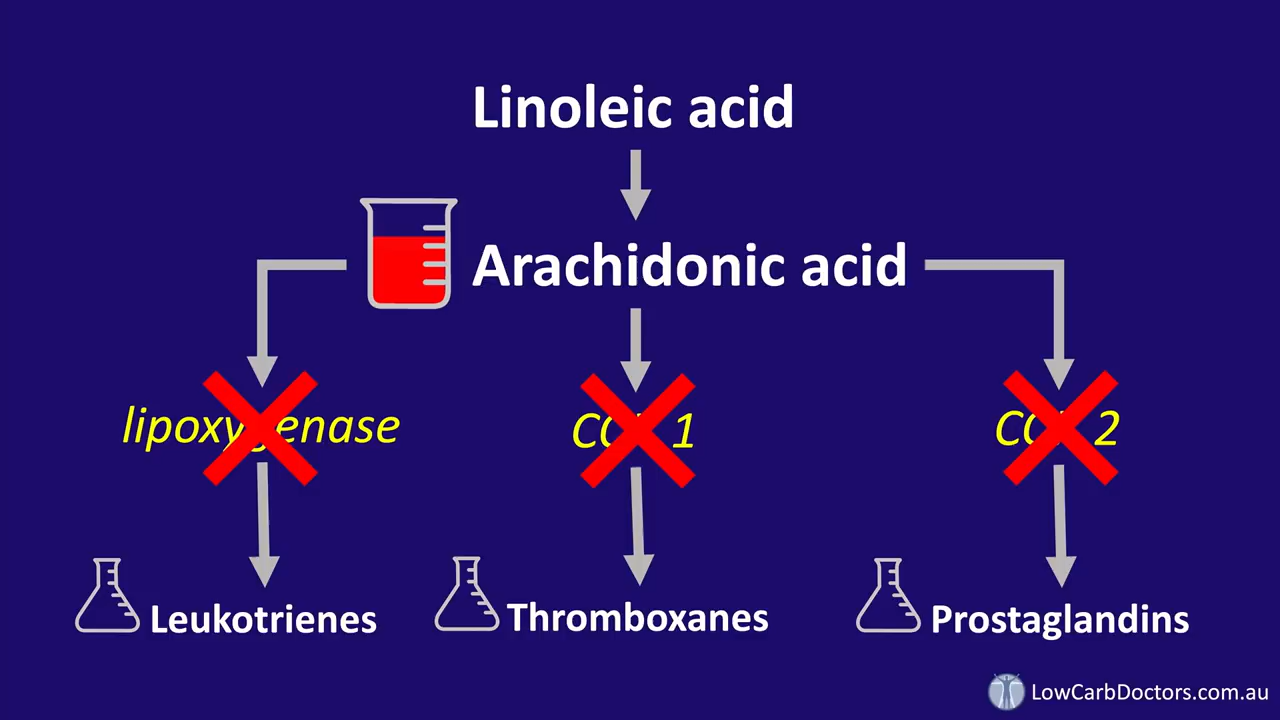 Linoleic acid
Arachidonic acid
Leukotrienes
Thromboxanes
Prostaglandins
LowCarbDoctors.com.au